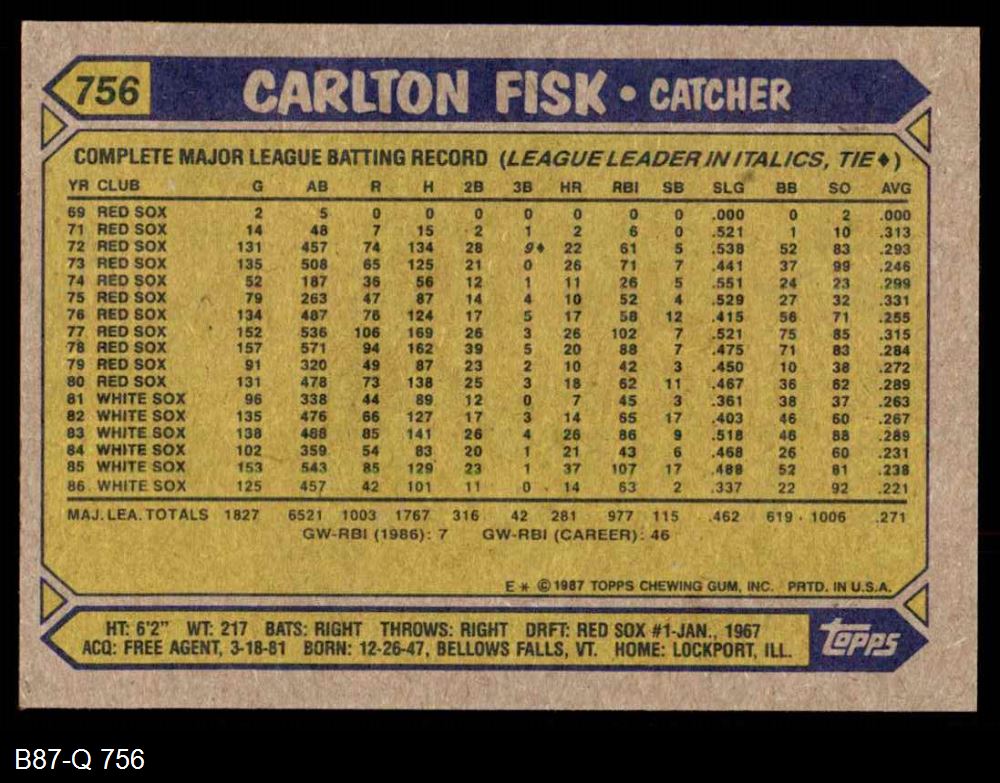 756 CARLTON FISK • CATCHER
COMPLETE MAJOR LEAGUE BATTING RECORD (LEAGUE LEADER IN ITALICS, TIE♦)
YR CLUB G AB R H 2B 3B HR RBI SB SLG BB SO AVG
69 RED SOX 2 5 0 0 0 0 0 0 0 .000 0 2 .000
71 RED SOX 14 48 7 15 2 1 2 6 0 .521 1 10 .313
72 RED SOX 131 457 74 134 28 9♦ 22 61 5 .538 52 83 .293
73 RED SOX 135 508 65 125 21 0 26 71 7 .441 37 99 .246
74 RED SOX 52 187 36 56 12 1 11 26 5 .551 24 23 .299
75 RED SOX 79 263 47 87 14 4 10 52 4 .529 27 32 .331
76 RED SOX 134 487 76 124 17 5 17 58 12 .415 56 71 .255
77 RED SOX 152 536 106 169 26 3 26 102 7 .521 75 85 .315
78 RED SOX 157 571 94 162 39 5 20 88 7 .475 71 83 .284
79 RED SOX 91 320 49 87 23 2 10 42 3 .450 10 38 .272
80 RED SOX 131 478 73 138 25 3 18 62 11 .467 36 62 .289
81 WHITE SOX 96 338 44 89 12 0 7 45 3 .361 38 37 .263
82 WHITE SOX 135 476 66 127 17 3 14 65 17 .403 46 60 .267
83 WHITE SOX 138 488 85 141 26 4 26 86 9 .518 46 88 .289
84 WHITE SOX 102 359 54 83 20 1 21 43 6 .468 26 60 .231
85 WHITE SOX 153 543 85 129 23 1 37 107 17 .488 52 81 .238
86 WHITE SOX 125 457 42 101 11 0 14 63 2 .337 22 92 .221
MAJ. LEA. TOTALS 1827 6521 1003 1767 316 42 281 977 115 .462 619 1006 .271
GW-RBI (1986): 7 GW-RBI (CAREER): 46
E * © 1987 TOPPS CHEWING GUM, INC. PRTD. IN U.S.A.
HT: 6'2" WT: 217 BATS: RIGHT THROWS: RIGHT DRFT: RED SOX #1-JAN., 1967
ACQ: FREE AGENT, 3-18-81 BORN: 12-26-47, BELLOWS FALLS, VT. HOME: LOCKPORT, ILL.
TOPPS
B87-Q 756